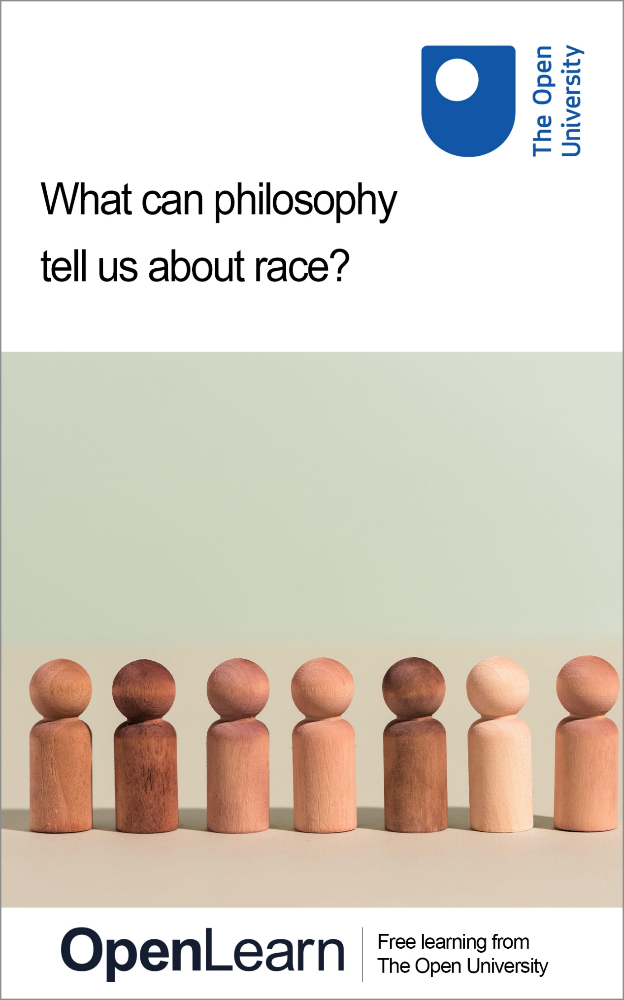 The Open
University
What can philosophy
tell us about race?
OpenLearn
Free learning from
The Open University